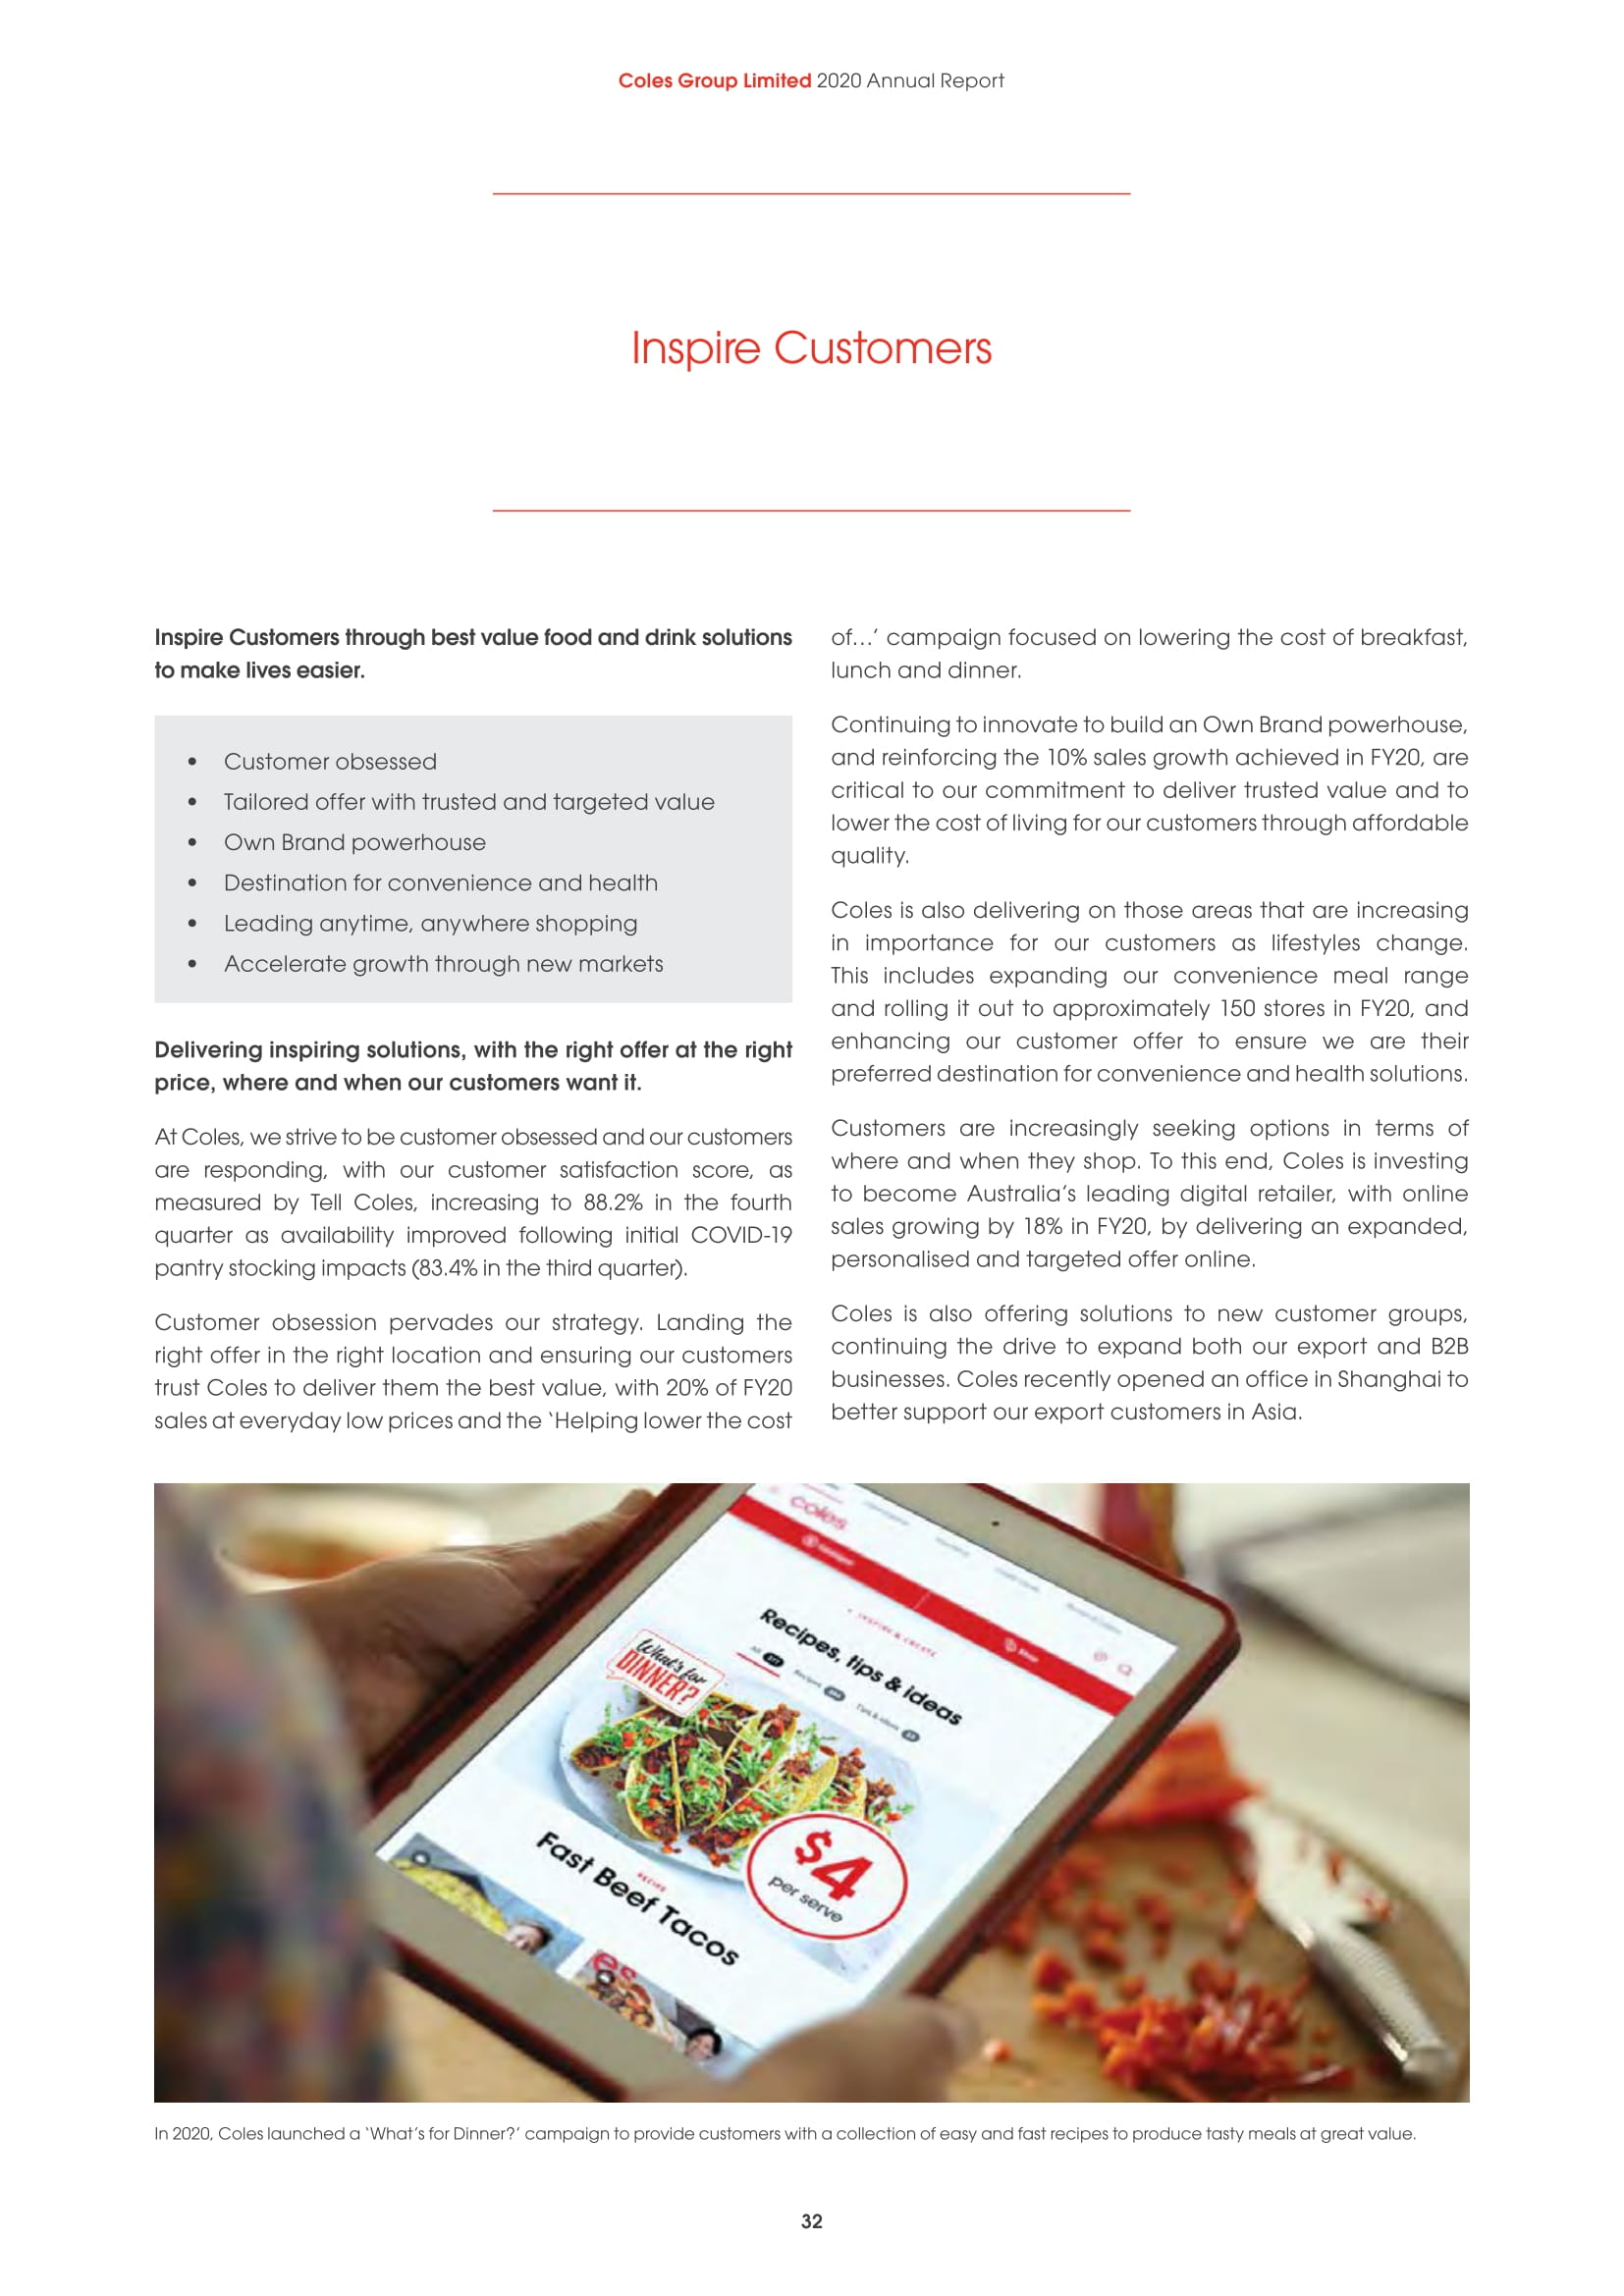 Coles Group Limited 2020 Annual Report
Inspire Customers
Inspire Customers through best value food and drink solutions
to make lives easier.
• Customer obsessed
• Tailored offer with trusted and targeted value
• Own Brand powerhouse
• Destination for convenience and health
• Leading anytime, anywhere shopping
• Accelerate growth through new markets
Delivering inspiring solutions, with the right offer at the right
price, where and when our customers want it.
At Coles, we strive to be customer obsessed and our customers
are responding, with our customer satisfaction score, as
measured by Tell Coles, increasing to 88.2% in the fourth
quarter as availability improved following initial COVID-19
pantry stocking impacts (83.4% in the third quarter).
Customer obsession pervades our strategy. Landing the
right offer in the right location and ensuring our customers
trust Coles to deliver them the best value, with 20% of FY20
sales at everyday low prices and the ‘Helping lower the cost
of...’ campaign focused on lowering the cost of breakfast,
lunch and dinner.
Continuing to innovate to build an Own Brand powerhouse,
and reinforcing the 10% sales growth achieved in FY20, are
critical to our commitment to deliver trusted value and to
lower the cost of living for our customers through affordable
quality.
Coles is also delivering on those areas that are increasing
in importance for our customers as lifestyles change.
This includes expanding our convenience meal range
and rolling it out to approximately 150 stores in FY20, and
enhancing our customer offer to ensure we are their
preferred destination for convenience and health solutions.
Customers are increasingly seeking options in terms of
where and when they shop. To this end, Coles is investing
to become Australia’s leading digital retailer, with online
sales growing by 18% in FY20, by delivering an expanded,
personalised and targeted offer online.
Coles is also offering solutions to new customer groups,
continuing the drive to expand both our export and B2B
businesses. Coles recently opened an office in Shanghai to
better support our export customers in Asia.
coles
INSPIRE & CREATE
Recipes, tips & ideas
What's for
DINNER?
$4
per serve
RECIPE
Fast Beef Tacos
In 2020, Coles launched a ‘What’s for Dinner?’ campaign to provide customers with a collection of easy and fast recipes to produce tasty meals at great value.
32